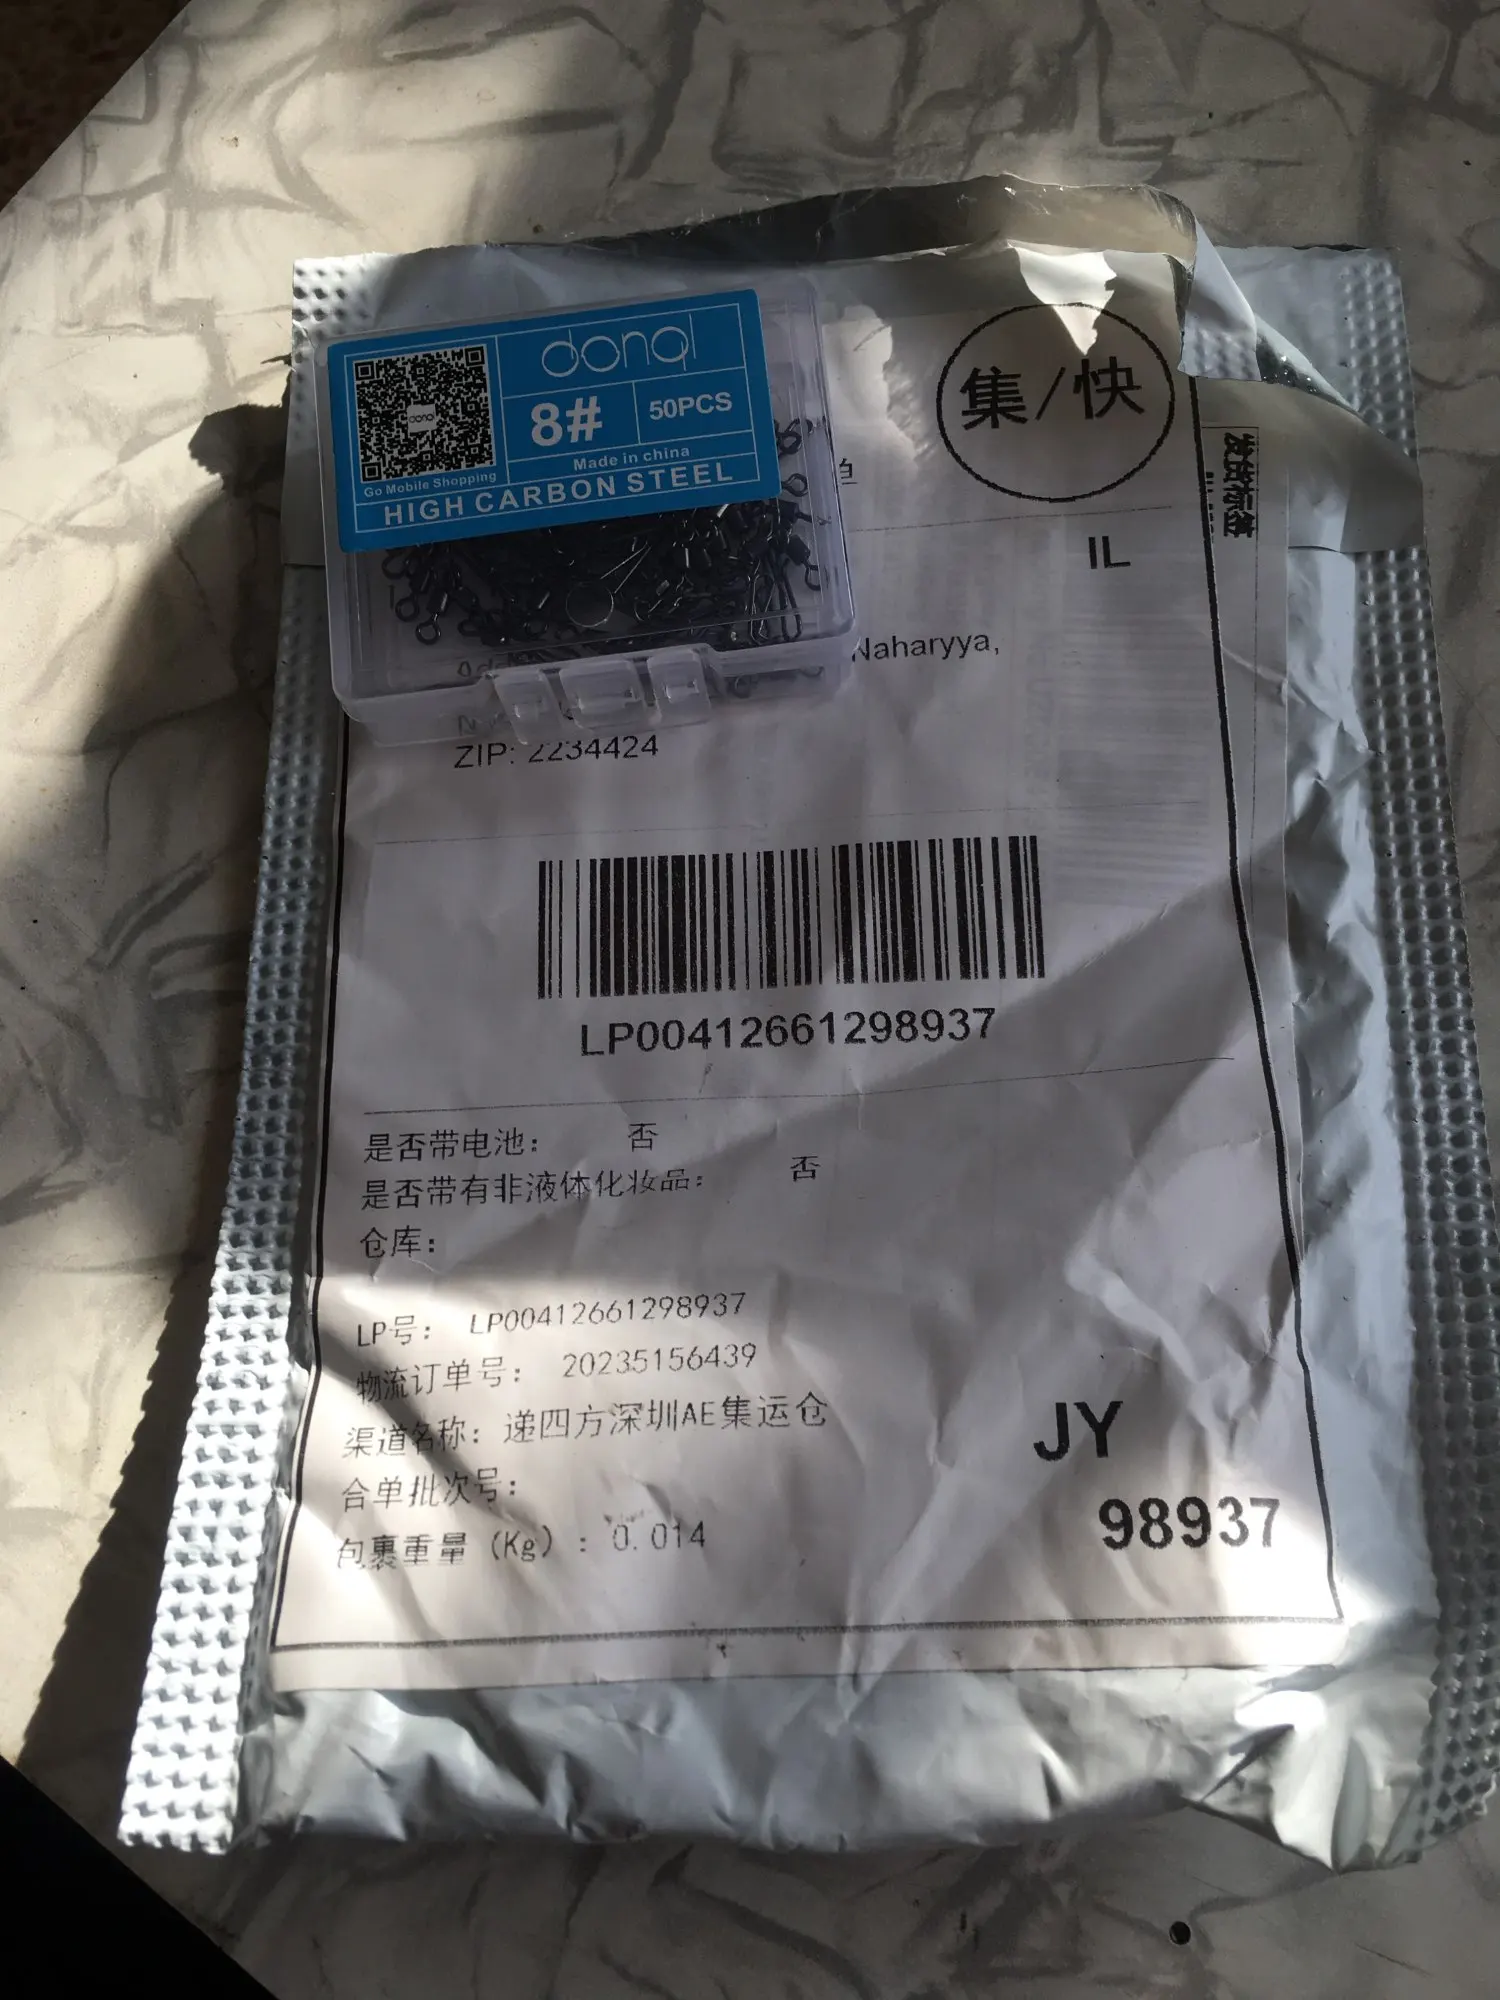 donql
8#
50PCS
Made in china
Go Mobile Shopping
HIGH CARBON STEEL
集/快
单
IL
Naharyya,
ZIP: 2234424
LP00412661298937
是否带电池： 否
是否带有非液体化妆品： 否
仓库：
LP号： LP00412661298937
物流订单号： 20235156439
渠道名称： 递四方深圳AE集运仓
合单批次号：
包裹重量（Kg）: 0.014
JY
98937